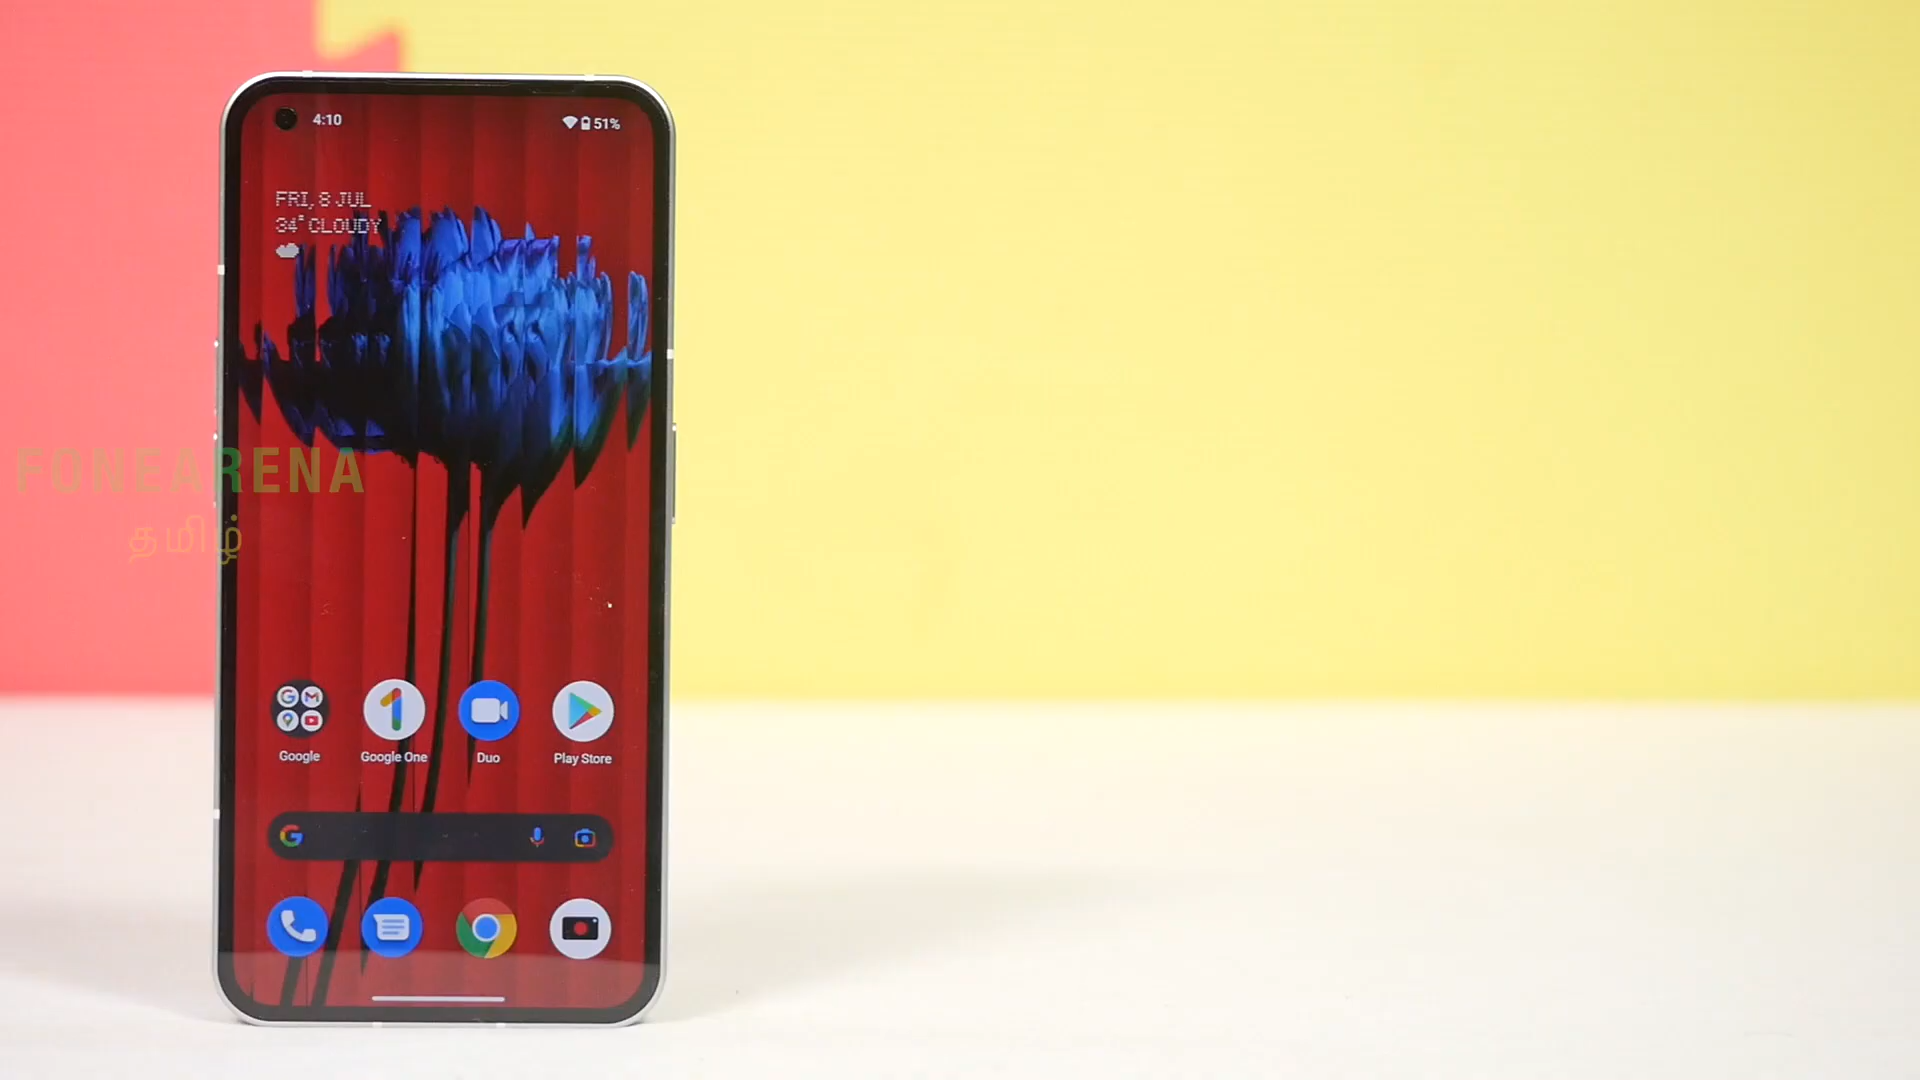 4:10
51%
FRI, 8 JUL
34° CLOUDY
FONEARENA
தமிழ்
Google
Google One
Duo
Play Store